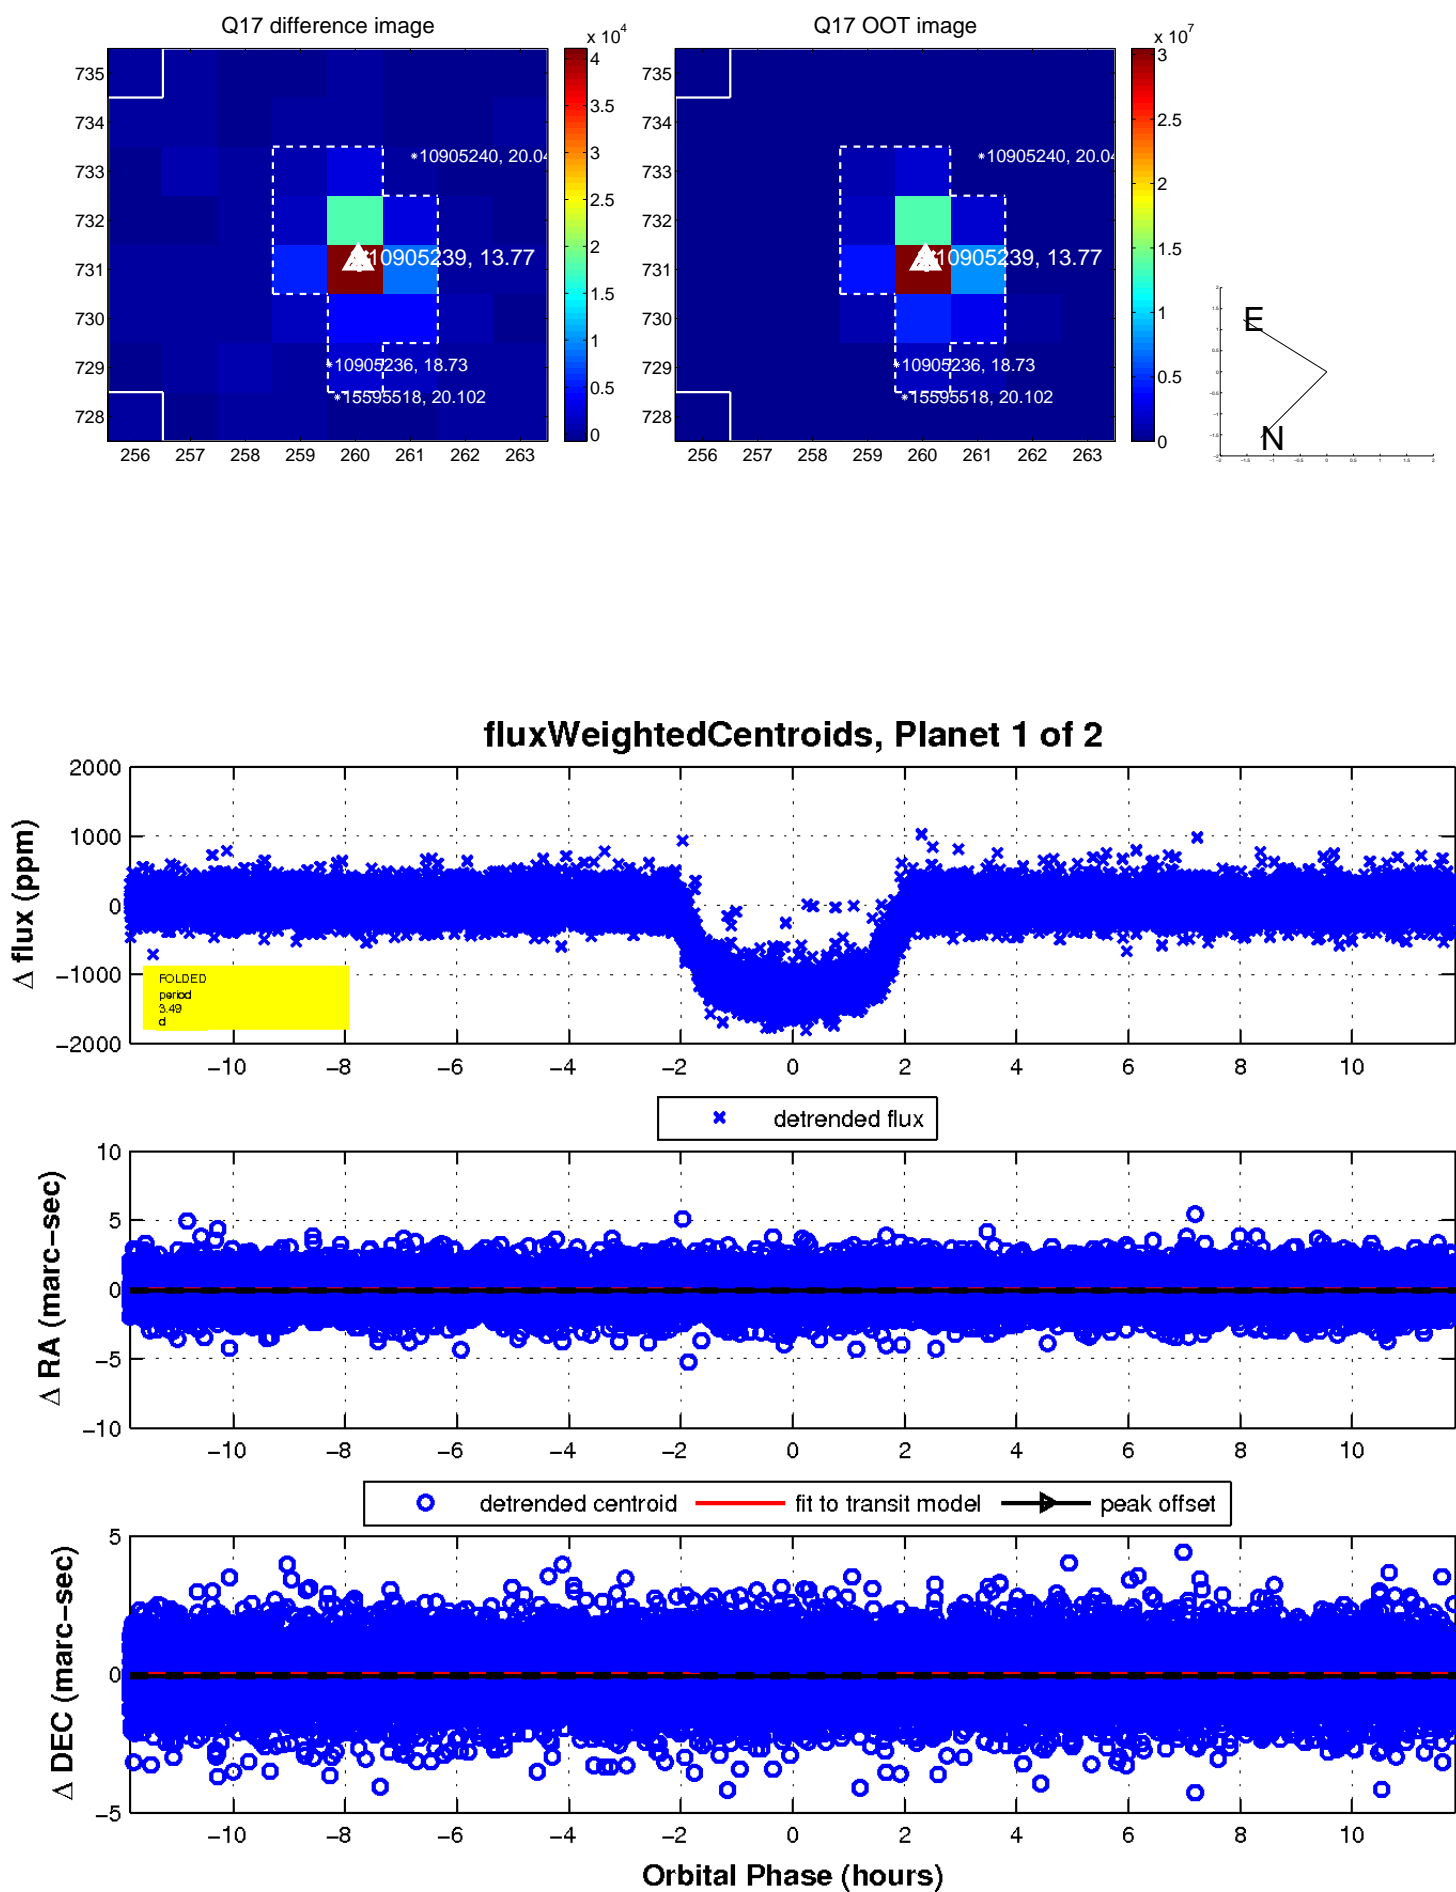 Q17 difference image
Q17 OOT image
x 10^4
x 10^7
735
734
733
732
731
730
729
728
256 257 258 259 260 261 262 263
4
3.5
3
2.5
2
1.5
1
0.5
0
10905240, 20.04
10905239, 13.77
10905236, 18.73
15595518, 20.102
735
734
733
732
731
730
729
728
256 257 258 259 260 261 262 263
3
2.5
2
1.5
1
0.5
0
10905240, 20.04
10905239, 13.77
10905236, 18.73
15595518, 20.102
E
N
fluxWeightedCentroids, Planet 1 of 2
Δ flux (ppm)
2000
1000
0
−1000
−2000
FOLDED
period
3.49
d
−10 −8 −6 −4 −2 0 2 4 6 8 10
detrended flux
Δ RA (marc−sec)
10
5
0
−5
−10
−10 −8 −6 −4 −2 0 2 4 6 8 10
detrended centroid fit to transit model peak offset
Δ DEC (marc−sec)
5
0
−5
−10 −8 −6 −4 −2 0 2 4 6 8 10
Orbital Phase (hours)